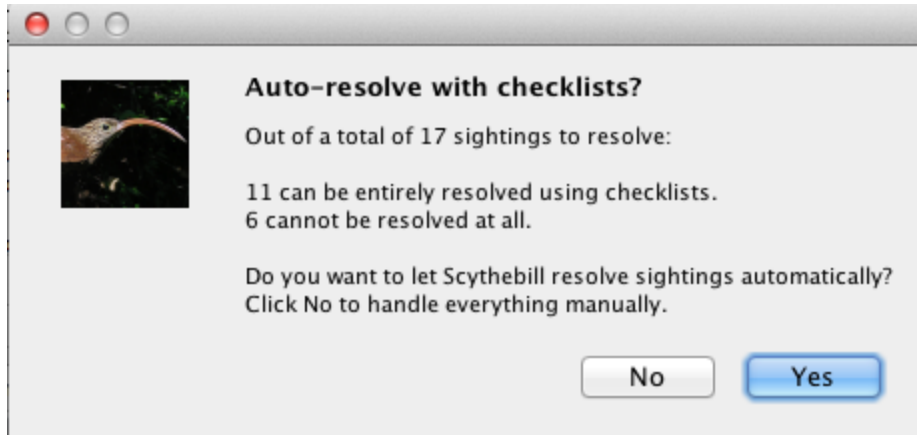 Auto-resolve with checklists?
Out of a total of 17 sightings to resolve:
11 can be entirely resolved using checklists.
6 cannot be resolved at all.
Do you want to let Scythebill resolve sightings automatically?
Click No to handle everything manually.
No Yes